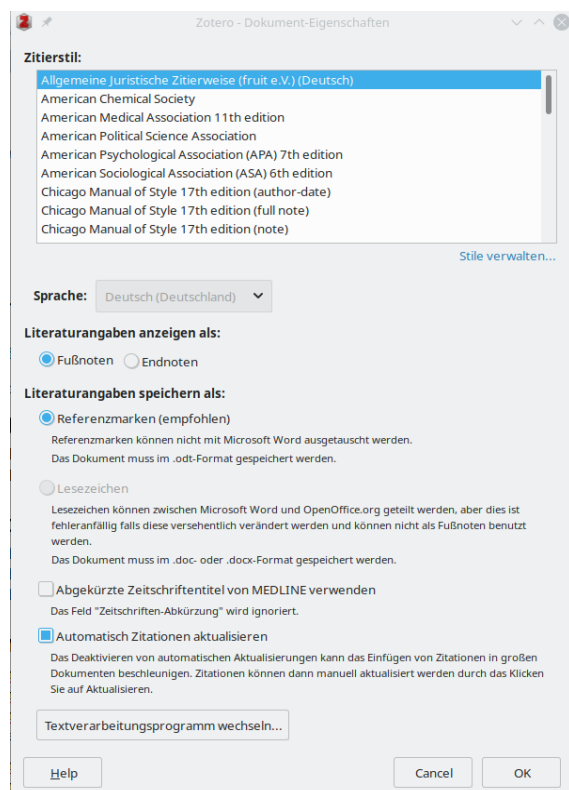 Zotero - Dokument-Eigenschaften
Zitierstil:
Allgemeine Juristische Zitierweise (fruit e.V.) (Deutsch)
American Chemical Society
American Medical Association 11th edition
American Political Science Association
American Psychological Association (APA) 7th edition
American Sociological Association (ASA) 6th edition
Chicago Manual of Style 17th edition (author-date)
Chicago Manual of Style 17th edition (full note)
Chicago Manual of Style 17th edition (note)
Stile verwalten...
Sprache: Deutsch (Deutschland)
Literaturangaben anzeigen als:
Fußnoten Endnoten
Literaturangaben speichern als:
Referenzmarken (empfohlen)
Referenzmarken können nicht mit Microsoft Word ausgetauscht werden.
Das Dokument muss im .odt-Format gespeichert werden.
Lesezeichen
Lesezeichen können zwischen Microsoft Word und OpenOffice.org geteilt werden, aber dies ist
fehleranfällig falls diese versehentlich verändert werden und können nicht als Fußnoten benutzt
werden.
Das Dokument muss im .doc- oder .docx-Format gespeichert werden.
Abgekürzte Zeitschriftentitel von MEDLINE verwenden
Das Feld "Zeitschriften-Abkürzung" wird ignoriert.
Automatisch Zitationen aktualisieren
Das Deaktivieren von automatischen Aktualisierungen kann das Einfügen von Zitationen in großen
Dokumenten beschleunigen. Zitationen können dann manuell aktualisiert werden durch das Klicken
Sie auf Aktualisieren.
Textverarbeitungsprogramm wechseln...
Help Cancel OK